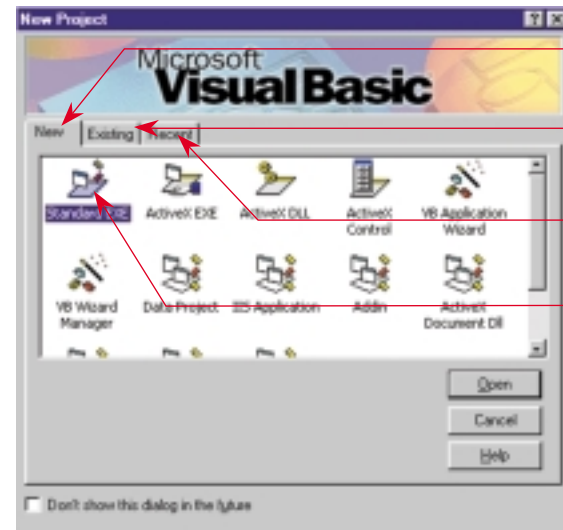 New Project
Microsoft
Visual Basic
New Existing Recent
Standard EXE ActiveX EXE ActiveX DLL ActiveX Control VB Application Wizard
VB Wizard Manager Data Project IIS Application Addin ActiveX Document Dll
Open
Cancel
Help
Don't show this dialog in the future